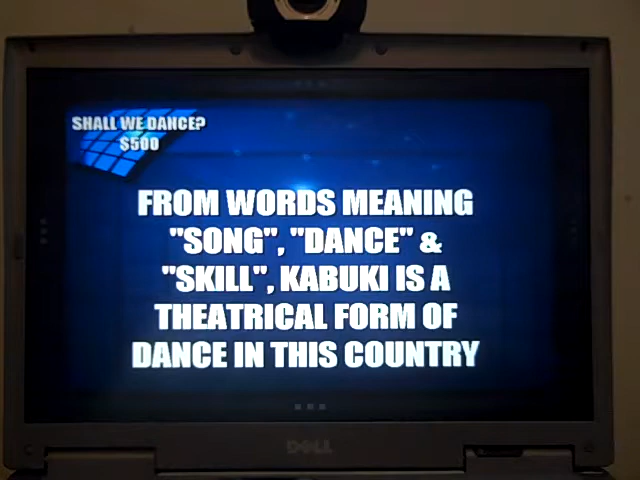 SHALL WE DANCE?
$500
FROM WORDS MEANING
"SONG", "DANCE" &
"SKILL", KABUKI IS A
THEATRICAL FORM OF
DANCE IN THIS COUNTRY
DELL